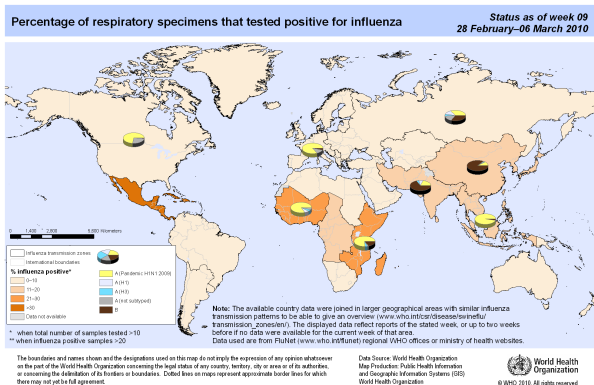 Percentage of respiratory specimens that tested positive for influenza
Status as of week 09
28 February–06 March 2010
0 1,400 2,800 5,600 Kilometers
Influenza transmission zones
International boundaries
% influenza positive*
0–10
11–20
21–30
>30
Data not available
A (Pandemic H1N1 2009)
A (H1)
A (H3)
A (not subtyped)
B
* when total number of samples tested >10
** when influenza positive samples >20
Note: The available country data were joined in larger geographical areas with similar influenza
transmission patterns to be able to give an overview (www.who.int/csr/disease/swineflu/
transmission_zones/en/). The displayed data reflect reports of the stated week, or up to two weeks
before if no data were available for the current week of that area.
Data used are from FluNet (www.who.int/flunet) regional WHO offices or ministry of health websites.
The boundaries and names shown and the designations used on this map do not imply the expression of any opinion whatsoever
on the part of the World Health Organization concerning the legal status of any country, territory, city or area or of its authorities,
or concerning the delimitation of its frontiers or boundaries. Dotted lines on maps represent approximate border lines for which
there may not yet be full agreement.
Data Source: World Health Organization
Map Production: Public Health Information
and Geographic Information Systems (GIS)
World Health Organization
World Health
Organization
© WHO 2010. All rights reserved